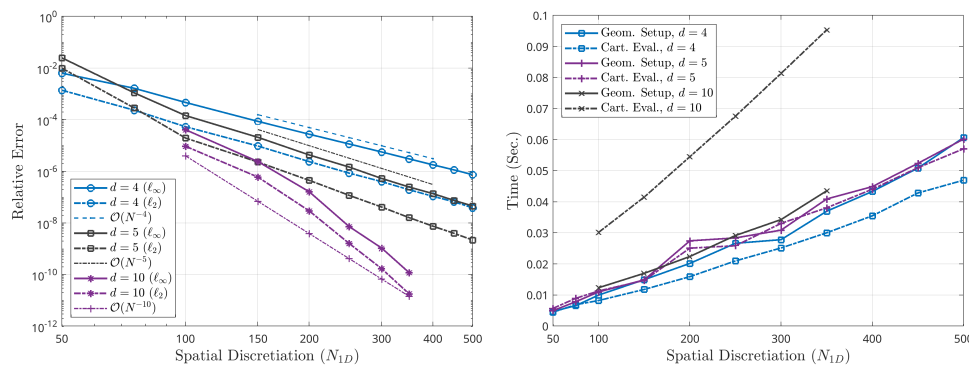 10^0
10^-2
10^-4
10^-6
10^-8
10^-10
10^-12
Relative Error
d = 4 (ℓ∞)
d = 4 (ℓ2)
O(N^-4)
d = 5 (ℓ∞)
d = 5 (ℓ2)
O(N^-5)
d = 10 (ℓ∞)
d = 10 (ℓ2)
O(N^-10)
50 100 150 200 300 400 500
Spatial Discretiation (N1D)
0.1
0.09
0.08
0.07
0.06
0.05
0.04
0.03
0.02
0.01
0
Time (Sec.)
Geom. Setup, d = 4
Cart. Eval., d = 4
Geom. Setup, d = 5
Cart. Eval., d = 5
Geom. Setup, d = 10
Cart. Eval., d = 10
50 100 200 300 400 500
Spatial Discretiation (N1D)